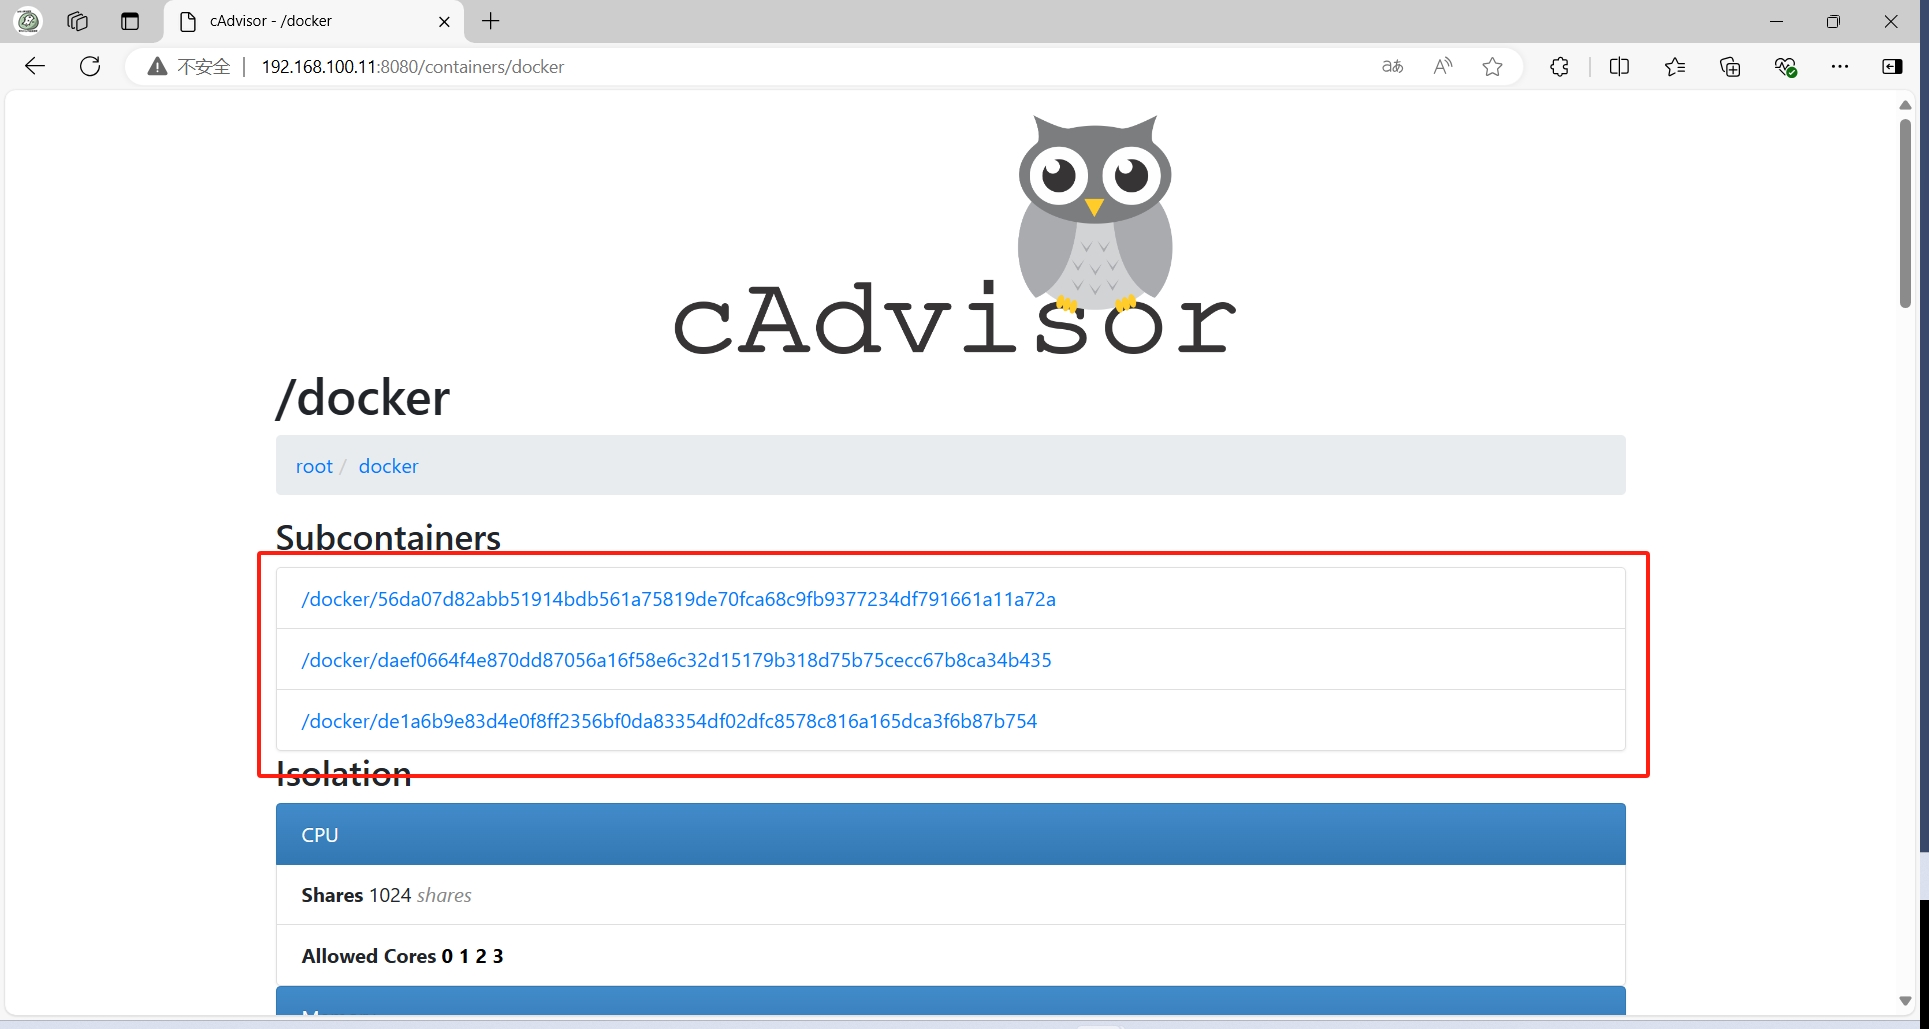 cAdvisor - /docker
不安全 192.168.100.11:8080/containers/docker
cAdvisor
/docker
root / docker
Subcontainers
/docker/56da07d82abb51914bdb561a75819de70fca68c9fb9377234df791661a11a72a
/docker/daef0664f4e870dd87056a16f58e6c32d15179b318d75b75cecc67b8ca34b435
/docker/de1a6b9e83d4e0f8ff2356bf0da83354df02dfc8578c816a165dca3f6b87b754
Isolation
CPU
Shares 1024 shares
Allowed Cores 0 1 2 3